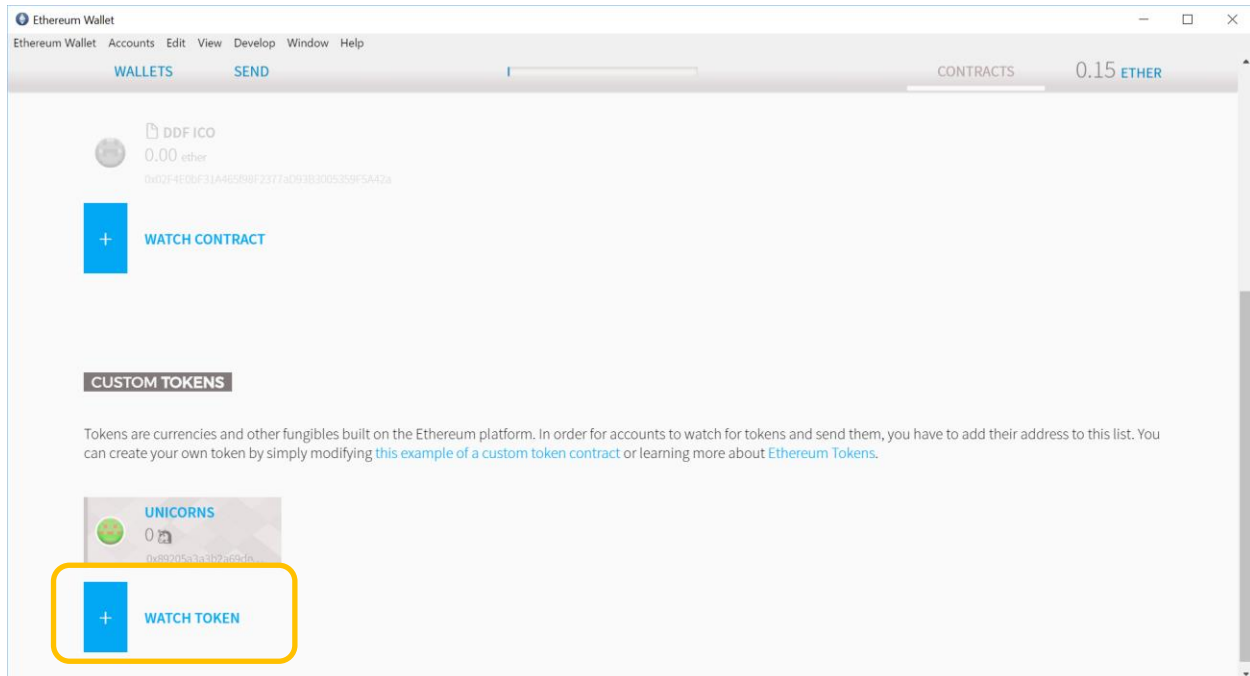 Ethereum Wallet
Ethereum Wallet Accounts Edit View Develop Window Help
WALLETS SEND CONTRACTS 0.15 ETHER
DDF ICO
0.00 ether
+ WATCH CONTRACT
CUSTOM TOKENS
Tokens are currencies and other fungibles built on the Ethereum platform. In order for accounts to watch for tokens and send them, you have to add their address to this list. You
can create your own token by simply modifying this example of a custom token contract or learning more about Ethereum Tokens.
UNICORNS
0 🦄
+ WATCH TOKEN